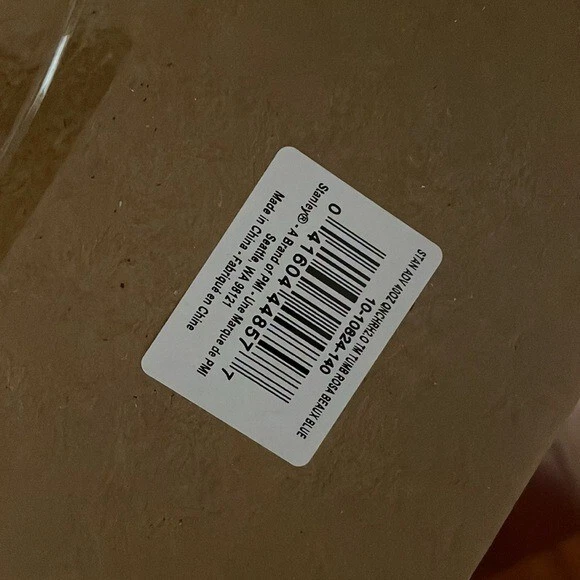 STAN ADV 40OZ QNCHRH2.0 TM TUMB ROSA BEAUX BLUE
10-10824-140
0 41604 44857 7
Stanley® - A Brand of PMI - Une Marque de PMI
Seattle, WA 98121
Made in China - Fabriqué en Chine